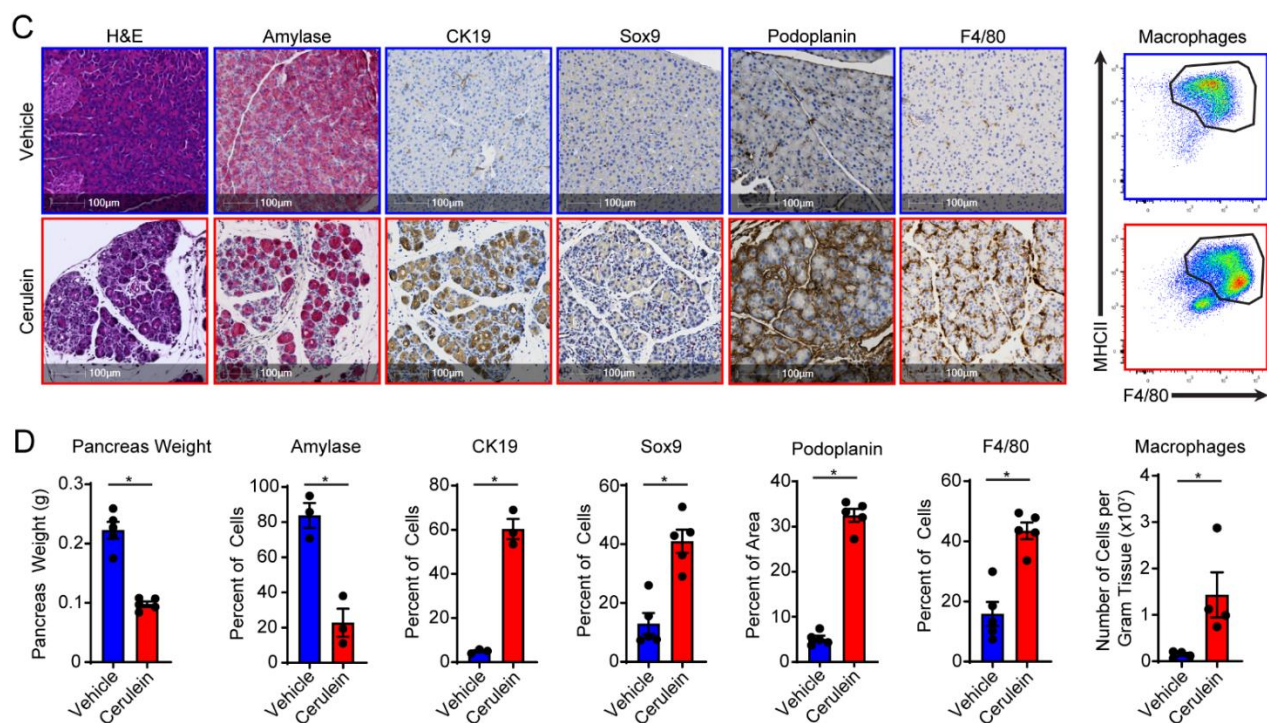 C
H&E Amylase CK19 Sox9 Podoplanin F4/80 Macrophages
Vehicle
100µm 100µm 100µm 100µm 100µm 100µm
Cerulein
100µm 100µm 100µm 100µm 100µm 100µm
MHCII
F4/80
D
Pancreas Weight Amylase CK19 Sox9 Podoplanin F4/80 Macrophages
* * * * * * *
Pancreas Weight (g)
0.3
0.2
0.1
0.0
Vehicle
Cerulein
Percent of Cells
100
80
60
40
20
0
Vehicle
Cerulein
Percent of Cells
80
60
40
20
0
Vehicle
Cerulein
Percent of Cells
60
40
20
0
Vehicle
Cerulein
Percent of Area
40
30
20
10
0
Vehicle
Cerulein
Percent of Cells
60
40
20
0
Vehicle
Cerulein
Number of Cells per
Gram Tissue (x10⁷)
4
3
2
1
0
Vehicle
Cerulein